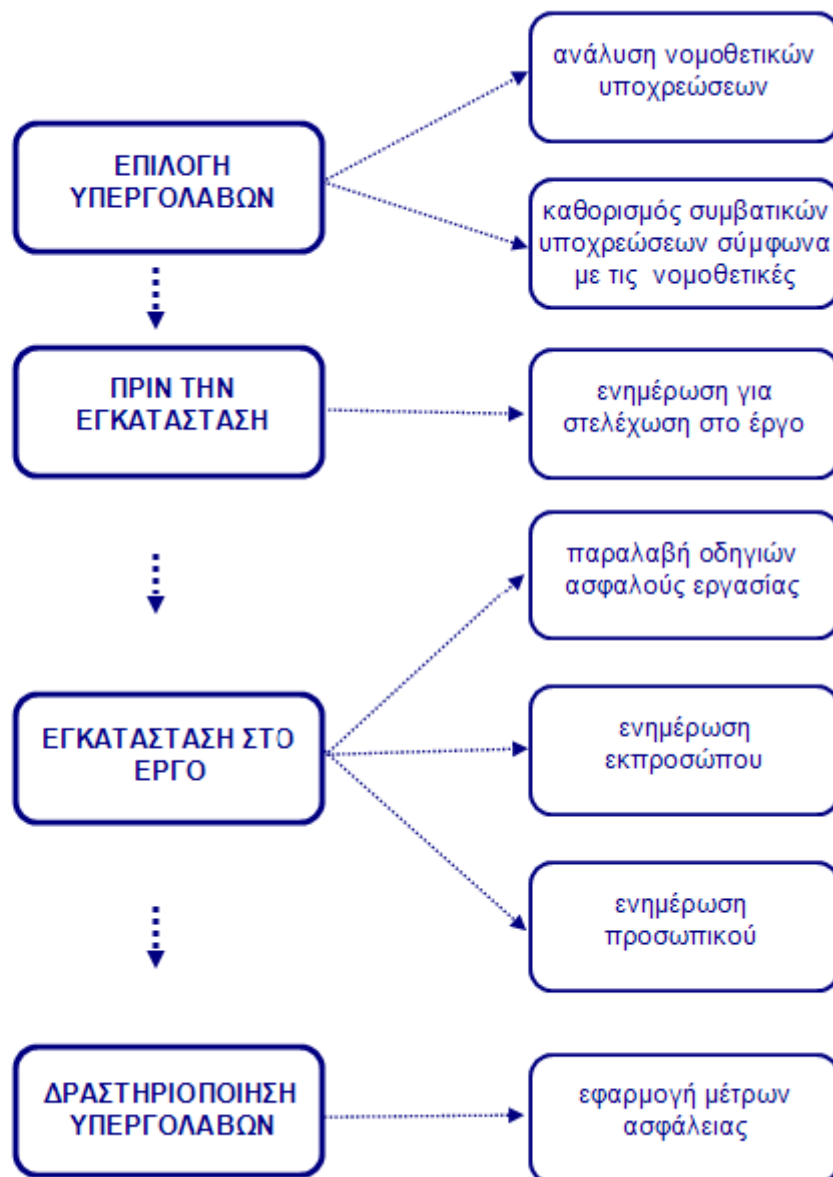 ΕΠΙΛΟΓΗ
ΥΠΕΡΓΟΛΑΒΩΝ
ανάλυση νομοθετικών
υποχρεώσεων
καθορισμός συμβατικών
υποχρεώσεων σύμφωνα
με τις νομοθετικές
ΠΡΙΝ ΤΗΝ
ΕΓΚΑΤΑΣΤΑΣΗ
ενημέρωση για
στελέχωση στο έργο
ΕΓΚΑΤΑΣΤΑΣΗ ΣΤΟ
ΕΡΓΟ
παραλαβή οδηγιών
ασφαλούς εργασίας
ενημέρωση
εκπροσώπου
ενημέρωση
προσωπικού
ΔΡΑΣΤΗΡΙΟΠΟΙΗΣΗ
ΥΠΕΡΓΟΛΑΒΩΝ
εφαρμογή μέτρων
ασφάλειας